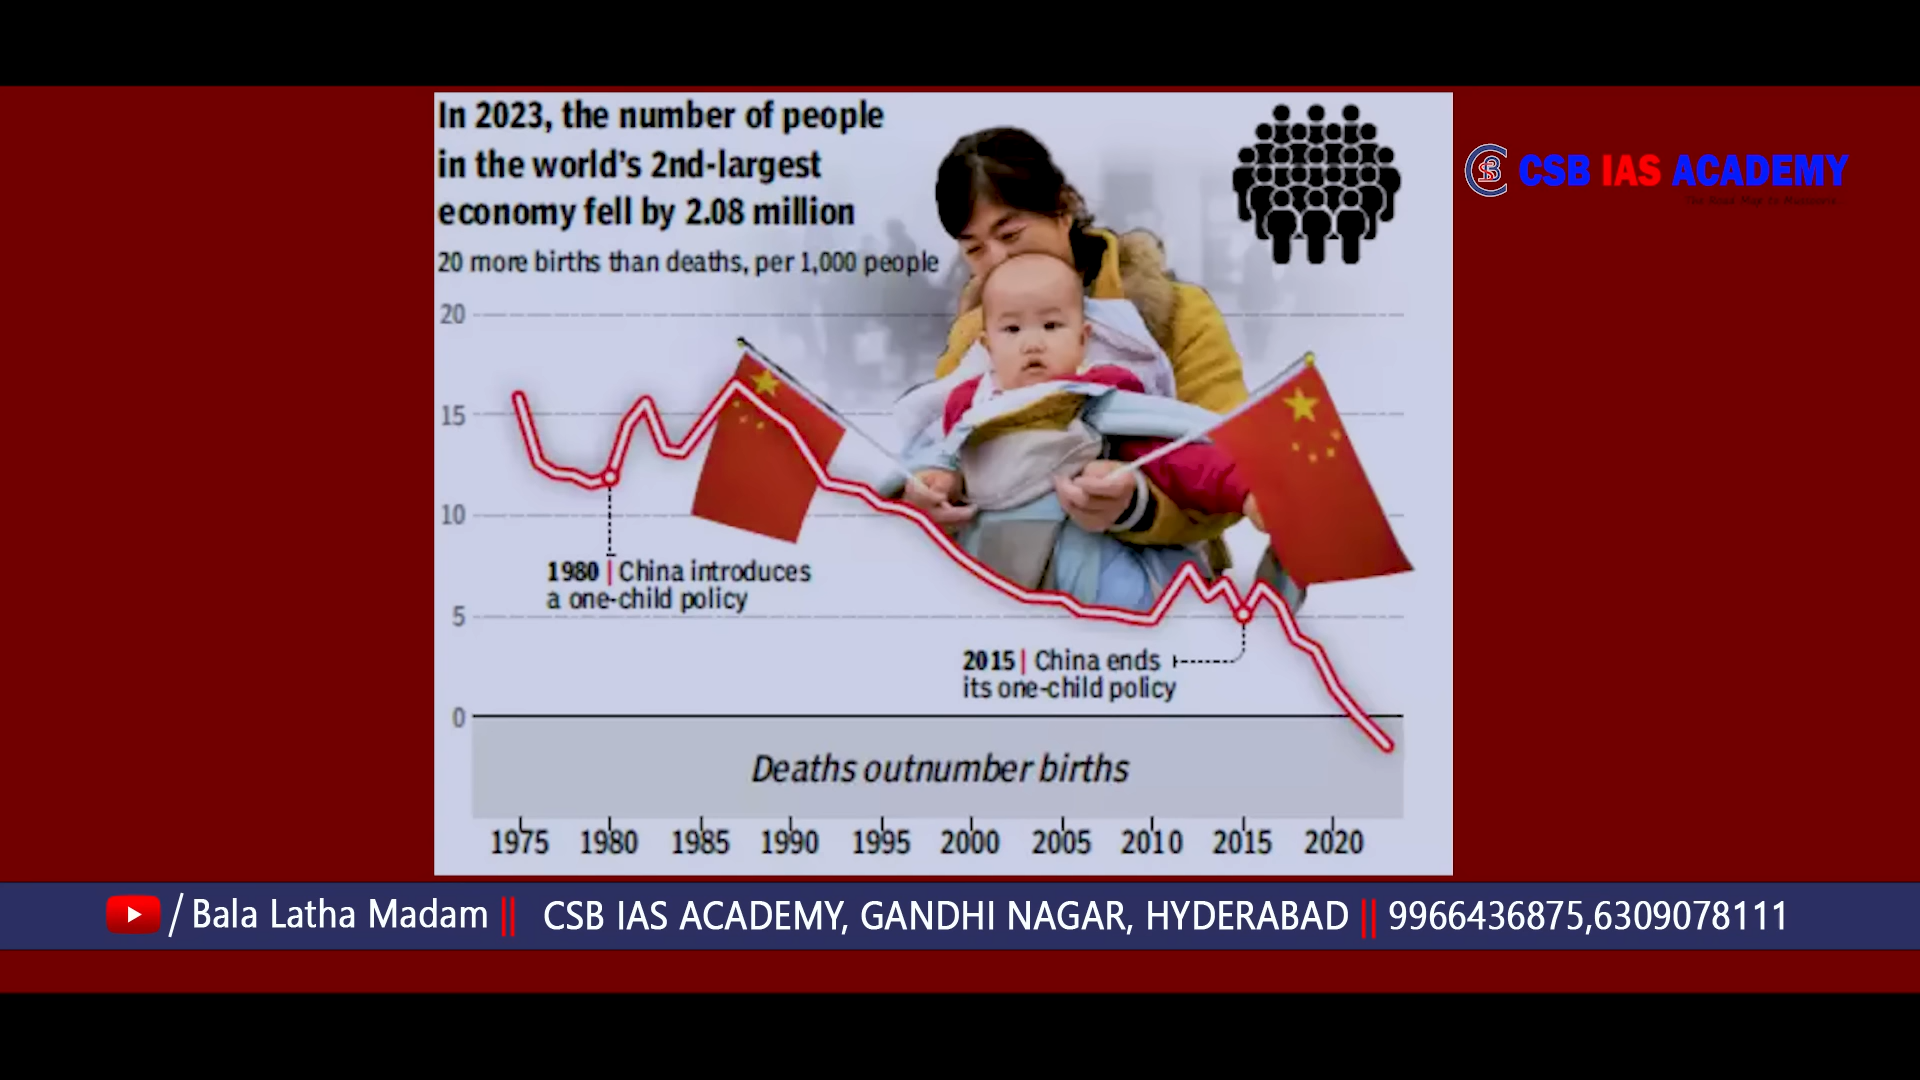 In 2023, the number of people
in the world's 2nd-largest
economy fell by 2.08 million
20 more births than deaths, per 1,000 people
CSB IAS ACADEMY
20
15
10
1980 | China introduces
a one-child policy
5
2015 | China ends
its one-child policy
0
Deaths outnumber births
1975 1980 1985 1990 1995 2000 2005 2010 2015 2020
/ Bala Latha Madam || CSB IAS ACADEMY, GANDHI NAGAR, HYDERABAD || 9966436875,6309078111